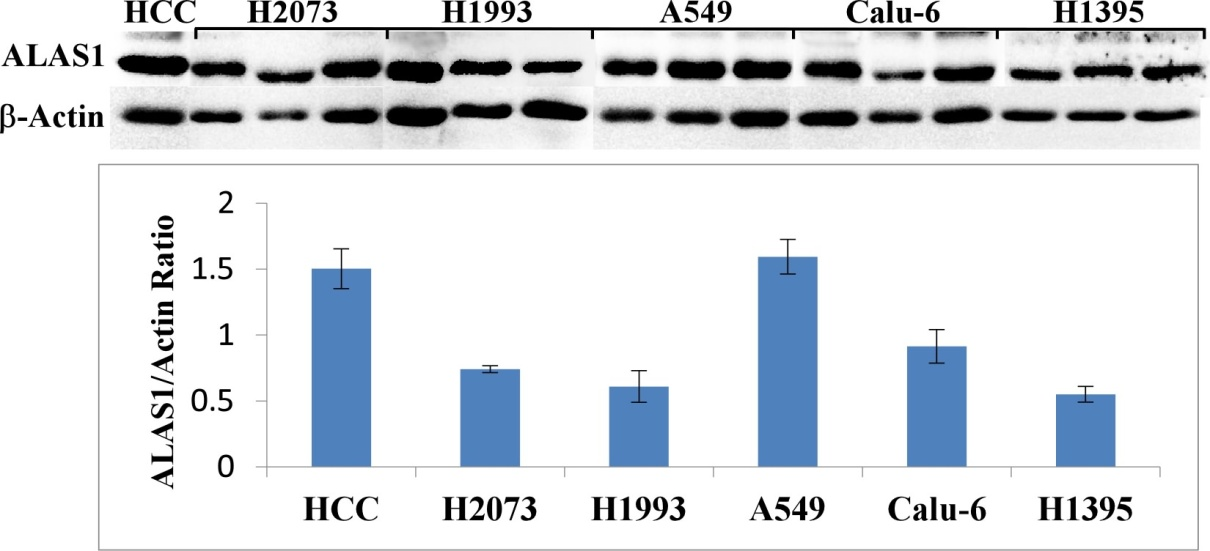 HCC H2073 H1993 A549 Calu-6 H1395
ALAS1
β-Actin
ALAS1/Actin Ratio
2
1.5
1
0.5
0
HCC H2073 H1993 A549 Calu-6 H1395